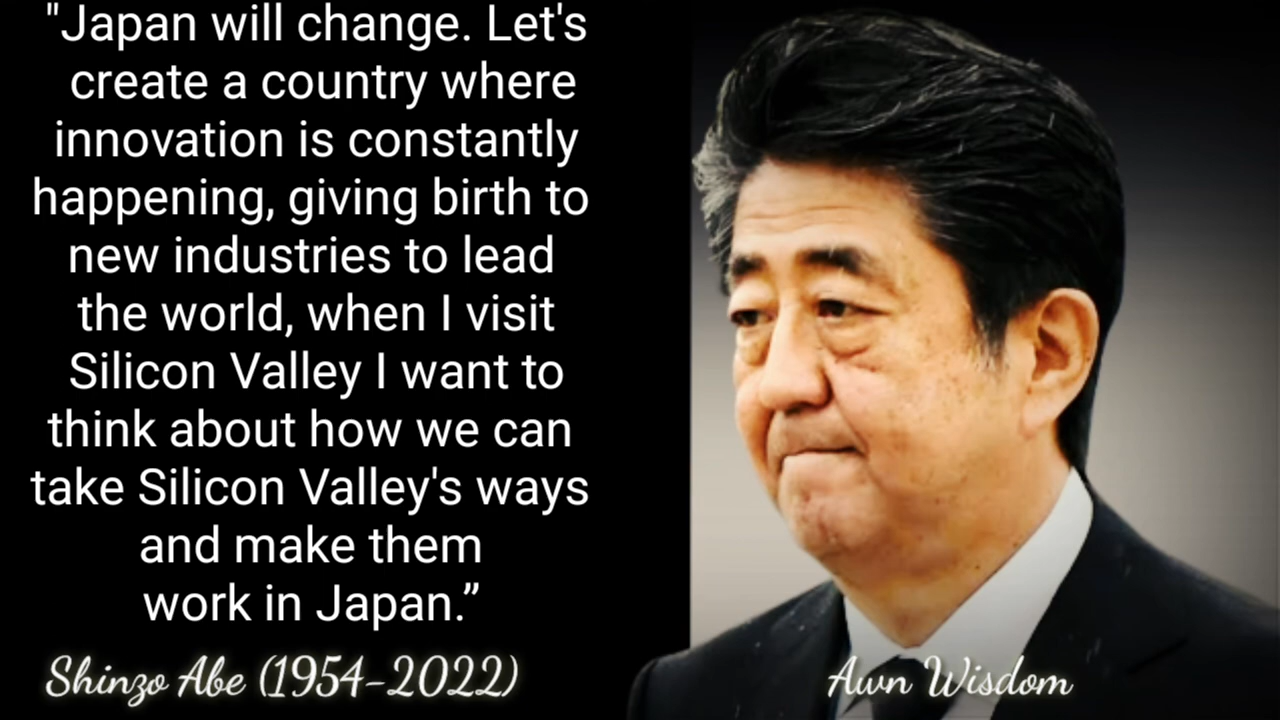 "Japan will change. Let's
create a country where
innovation is constantly
happening, giving birth to
new industries to lead
the world, when I visit
Silicon Valley I want to
think about how we can
take Silicon Valley's ways
and make them
work in Japan.”
Shinzo Abe (1954-2022)
Awn Wisdom